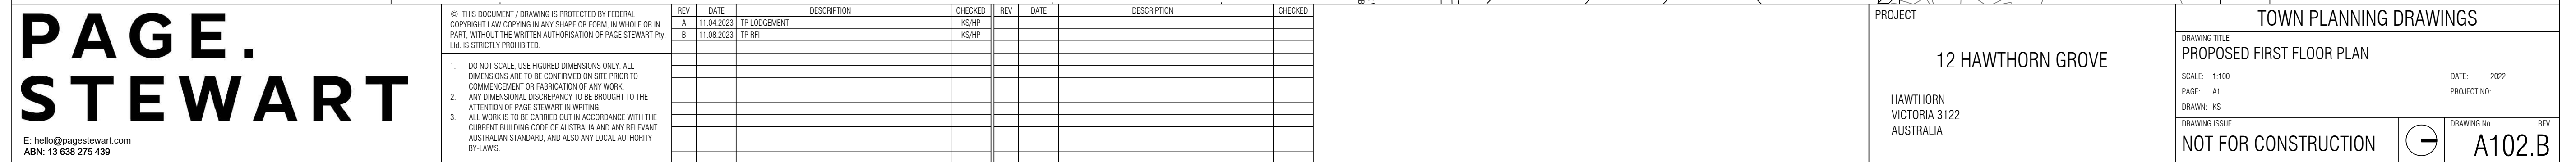 PAGE.
STEWART
E: hello@pagestewart.com
ABN: 13 638 275 439
© THIS DOCUMENT / DRAWING IS PROTECTED BY FEDERAL
COPYRIGHT LAW COPYING IN ANY SHAPE OR FORM, IN WHOLE OR IN
PART, WITHOUT THE WRITTEN AUTHORISATION OF PAGE STEWART Pty.
Ltd. IS STRICTLY PROHIBITED.
1. DO NOT SCALE, USE FIGURED DIMENSIONS ONLY. ALL
DIMENSIONS ARE TO BE CONFIRMED ON SITE PRIOR TO
COMMENCEMENT OR FABRICATION OF ANY WORK.
2. ANY DIMENSIONAL DISCREPANCY TO BE BROUGHT TO THE
ATTENTION OF PAGE STEWART IN WRITING.
3. ALL WORK IS TO BE CARRIED OUT IN ACCORDANCE WITH THE
CURRENT BUILDING CODE OF AUSTRALIA AND ANY RELEVANT
AUSTRALIAN STANDARD, AND ALSO ANY LOCAL AUTHORITY
BY-LAW'S.
REV DATE DESCRIPTION CHECKED
A 11.04.2023 TP LODGEMENT KS/HP
B 11.08.2023 TP RFI KS/HP
REV DATE DESCRIPTION CHECKED
PROJECT
12 HAWTHORN GROVE
HAWTHORN
VICTORIA 3122
AUSTRALIA
TOWN PLANNING DRAWINGS
DRAWING TITLE
PROPOSED FIRST FLOOR PLAN
SCALE: 1:100 DATE: 2022
PAGE: A1 PROJECT NO:
DRAWN: KS
DRAWING ISSUE
NOT FOR CONSTRUCTION
DRAWING No REV
A102.B